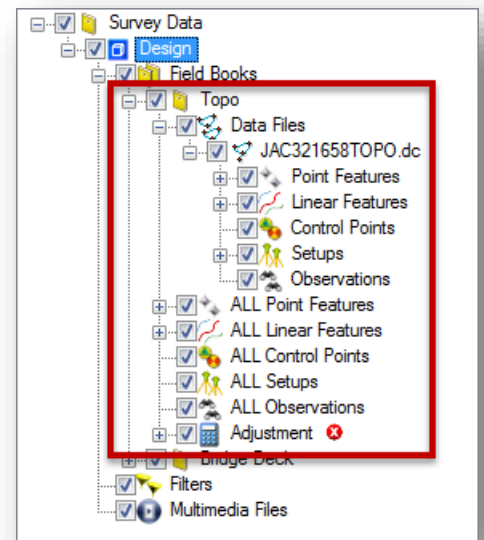 Survey Data
Design
Field Books
Topo
Data Files
JAC321658TOPO.dc
Point Features
Linear Features
Control Points
Setups
Observations
ALL Point Features
ALL Linear Features
ALL Control Points
ALL Setups
ALL Observations
Adjustment
Bridge Deck
Filters
Multimedia Files